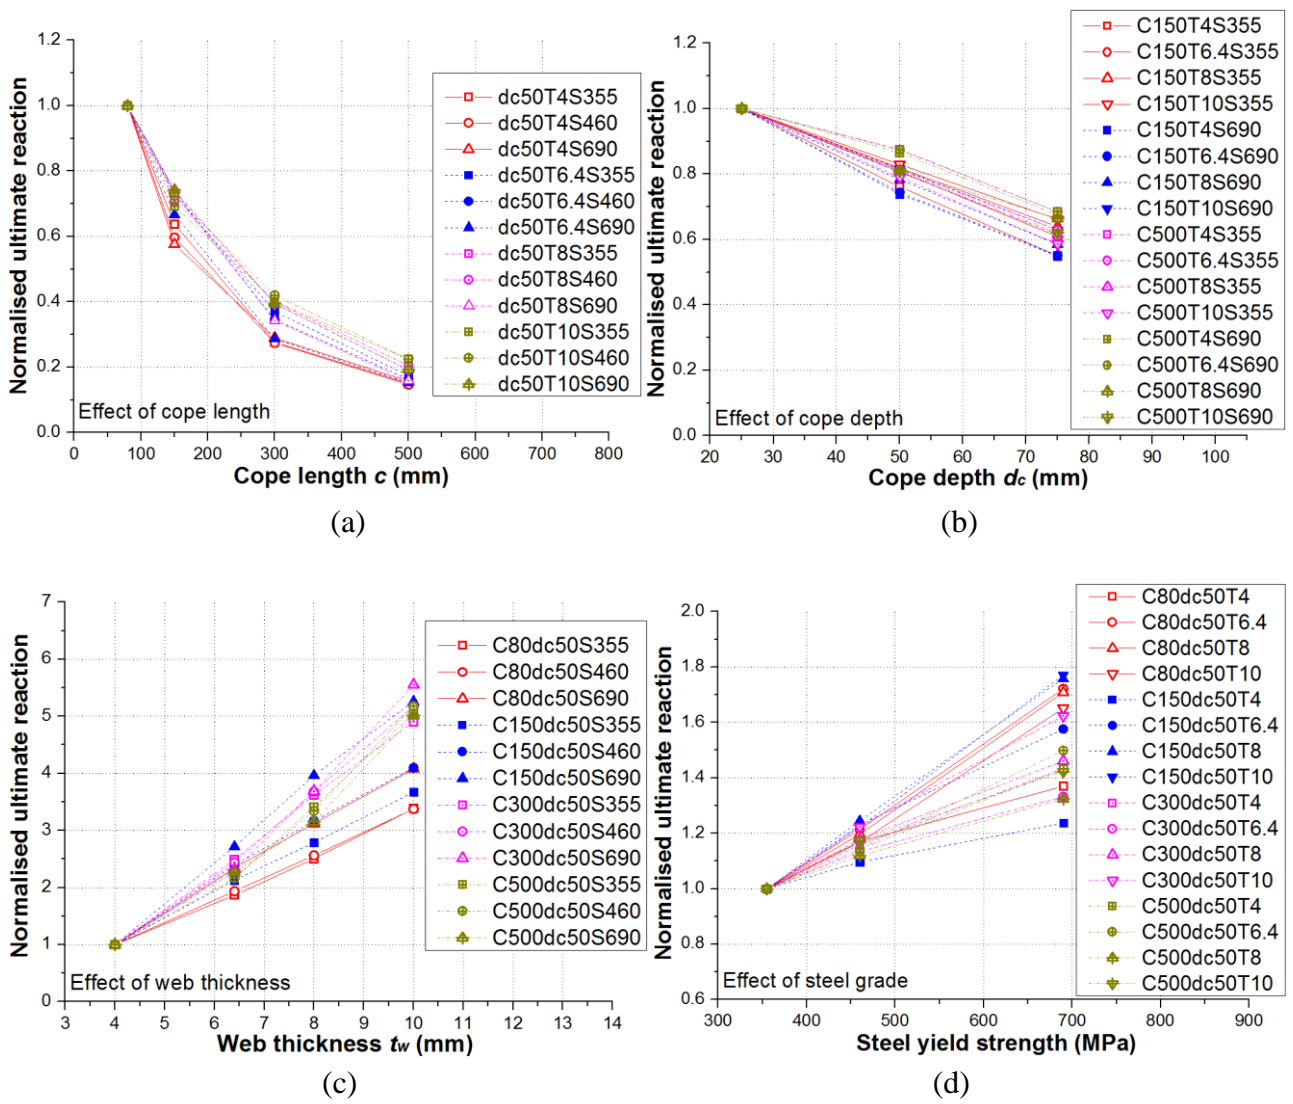 1.2
1.0
0.8
0.6
0.4
0.2
0.0
Normalised ultimate reaction
dc50T4S355
dc50T4S460
dc50T4S690
dc50T6.4S355
dc50T6.4S460
dc50T6.4S690
dc50T8S355
dc50T8S460
dc50T8S690
dc50T10S355
dc50T10S460
dc50T10S690
Effect of cope length
0 100 200 300 400 500 600 700 800
Cope length c (mm)
(a)
1.2
1.0
0.8
0.6
0.4
0.2
0.0
Normalised ultimate reaction
C150T4S355
C150T6.4S355
C150T8S355
C150T10S355
C150T4S690
C150T6.4S690
C150T8S690
C150T10S690
C500T4S355
C500T6.4S355
C500T8S355
C500T10S355
C500T4S690
C500T6.4S690
C500T8S690
C500T10S690
Effect of cope depth
20 30 40 50 60 70 80 90 100
Cope depth dc (mm)
(b)
7
6
5
4
3
2
1
0
Normalised ultimate reaction
C80dc50S355
C80dc50S460
C80dc50S690
C150dc50S355
C150dc50S460
C150dc50S690
C300dc50S355
C300dc50S460
C300dc50S690
C500dc50S355
C500dc50S460
C500dc50S690
Effect of web thickness
3 4 5 6 7 8 9 10 11 12 13 14
Web thickness tw (mm)
(c)
2.0
1.8
1.6
1.4
1.2
1.0
0.8
0.6
Normalised ultimate reaction
C80dc50T4
C80dc50T6.4
C80dc50T8
C80dc50T10
C150dc50T4
C150dc50T6.4
C150dc50T8
C150dc50T10
C300dc50T4
C300dc50T6.4
C300dc50T8
C300dc50T10
C500dc50T4
C500dc50T6.4
C500dc50T8
C500dc50T10
Effect of steel grade
300 400 500 600 700 800 900
Steel yield strength (MPa)
(d)